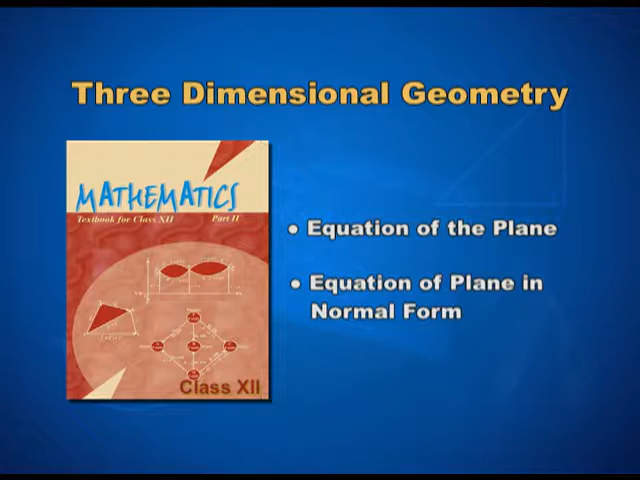 Three Dimensional Geometry
MATHEMATICS
Textbook for Class XII Part II
Class XII
• Equation of the Plane
• Equation of Plane in
Normal Form